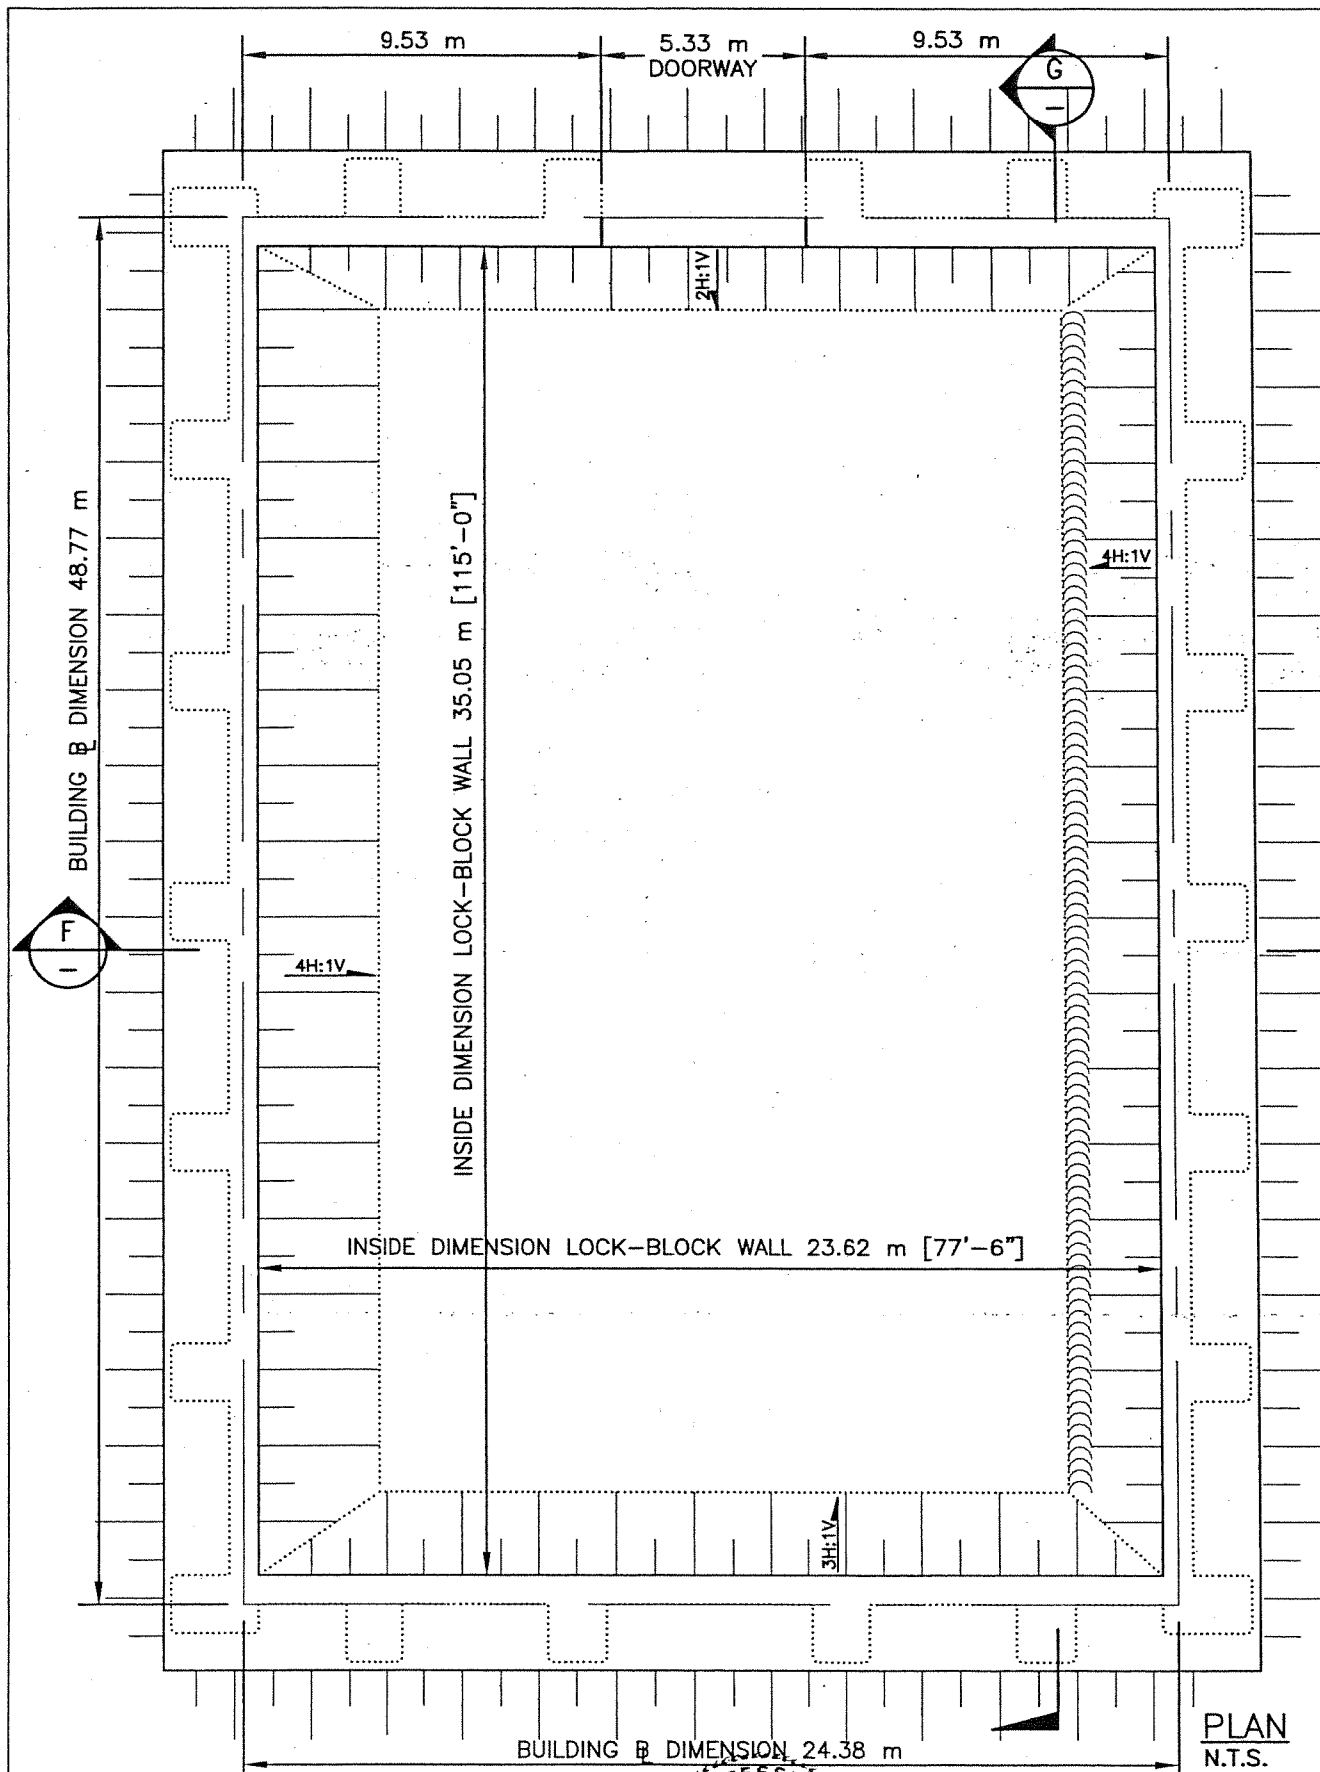 9.53 m
5.33 m
DOORWAY
9.53 m
G
–
2H:1V
BUILDING ⅊ DIMENSION 48.77 m
INSIDE DIMENSION LOCK–BLOCK WALL 35.05 m [115'–0"]
4H:1V
F
–
4H:1V
INSIDE DIMENSION LOCK–BLOCK WALL 23.62 m [77'–6"]
3H:1V
PLAN
N.T.S.
BUILDING ⅊ DIMENSION 24.38 m